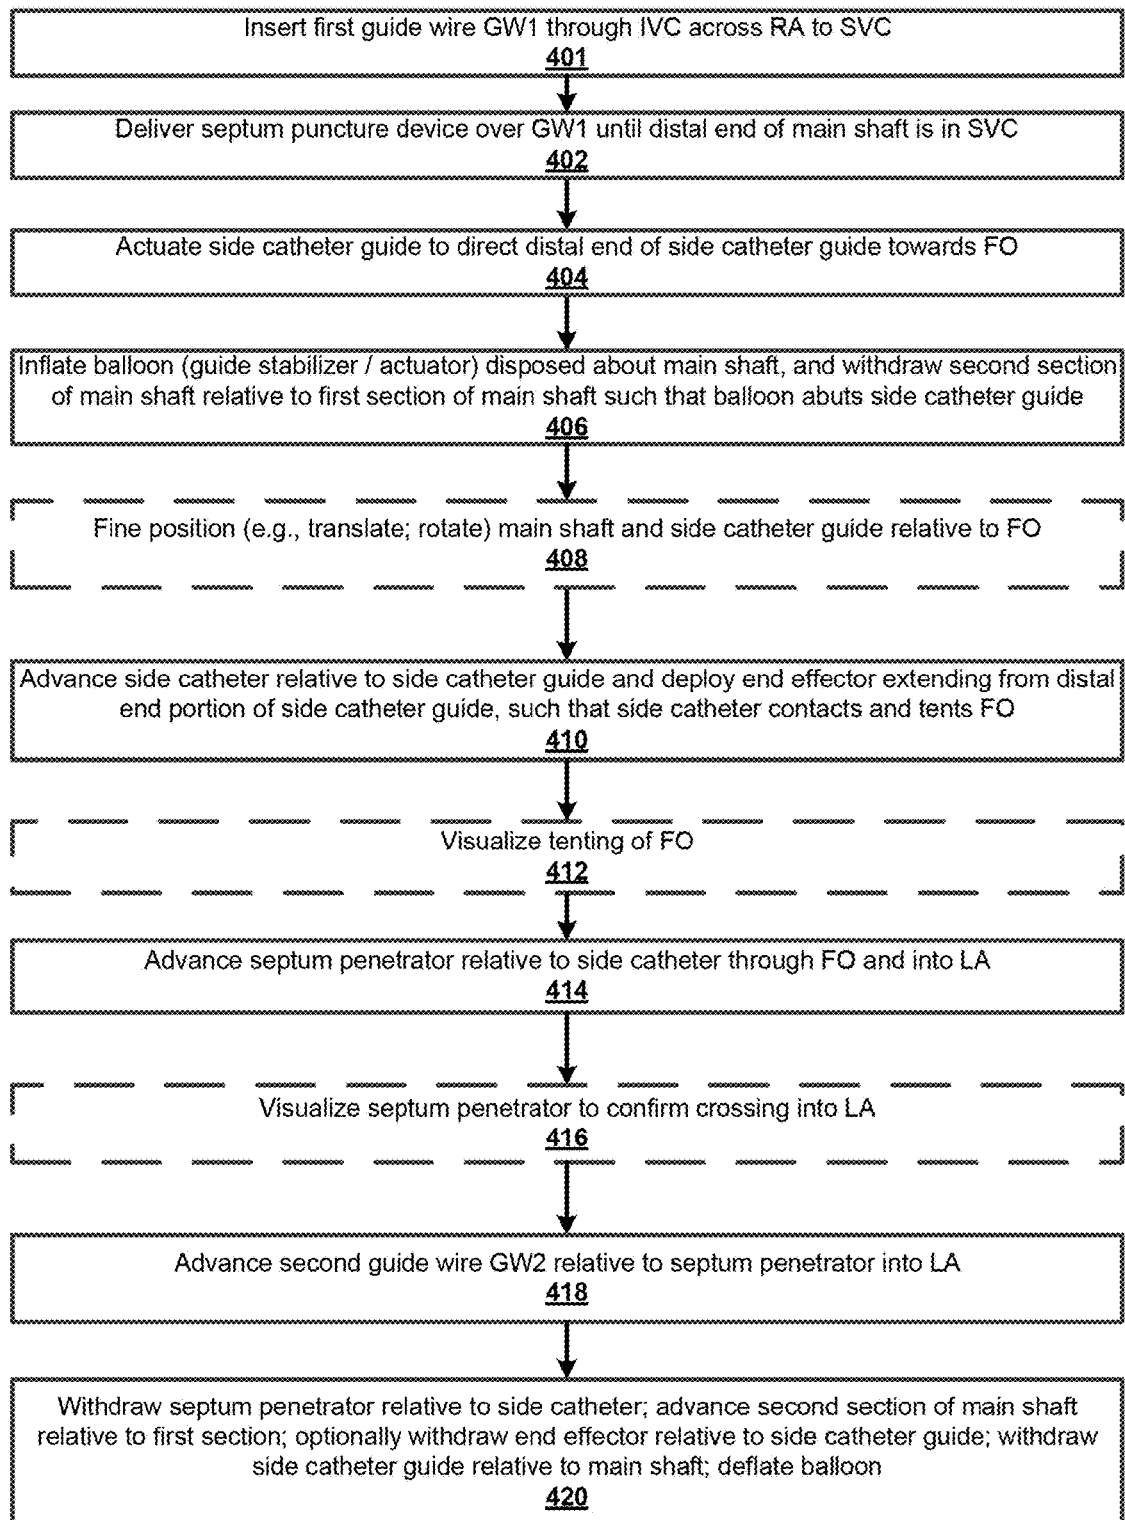 Insert first guide wire GW1 through IVC across RA to SVC
401
Deliver septum puncture device over GW1 until distal end of main shaft is in SVC
402
Actuate side catheter guide to direct distal end of side catheter guide towards FO
404
Inflate balloon (guide stabilizer / actuator) disposed about main shaft, and withdraw second section
of main shaft relative to first section of main shaft such that balloon abuts side catheter guide
406
Fine position (e.g., translate; rotate) main shaft and side catheter guide relative to FO
408
Advance side catheter relative to side catheter guide and deploy end effector extending from distal
end portion of side catheter guide, such that side catheter contacts and tents FO
410
Visualize tenting of FO
412
Advance septum penetrator relative to side catheter through FO and into LA
414
Visualize septum penetrator to confirm crossing into LA
416
Advance second guide wire GW2 relative to septum penetrator into LA
418
Withdraw septum penetrator relative to side catheter; advance second section of main shaft
relative to first section; optionally withdraw end effector relative to side catheter guide; withdraw
side catheter guide relative to main shaft; deflate balloon
420